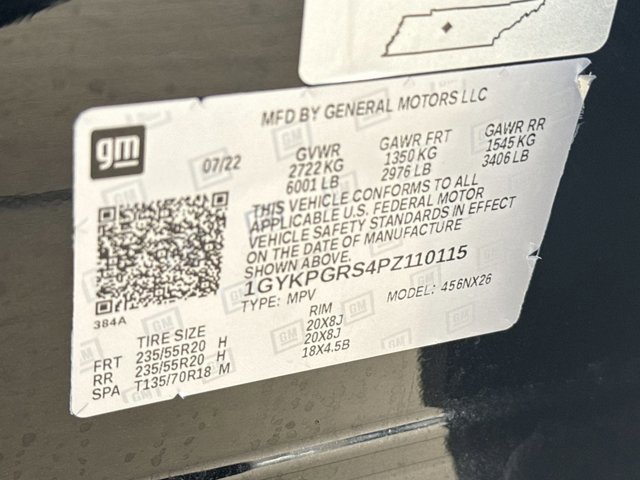 MFD BY GENERAL MOTORS LLC
gm
07/22
GVWR
2722 KG
6001 LB
GAWR FRT
1350 KG
2976 LB
GAWR RR
1545 KG
3406 LB
THIS VEHICLE CONFORMS TO ALL
APPLICABLE U.S. FEDERAL MOTOR
VEHICLE SAFETY STANDARDS IN EFFECT
ON THE DATE OF MANUFACTURE
SHOWN ABOVE.
1GYKPGRS4PZ110115
TYPE: MPV
MODEL: 456NX26
384A
TIRE SIZE RIM
FRT 235/55R20 H 20X8J
RR 235/55R20 H 20X8J
SPA T135/70R18 M 18X4.5B